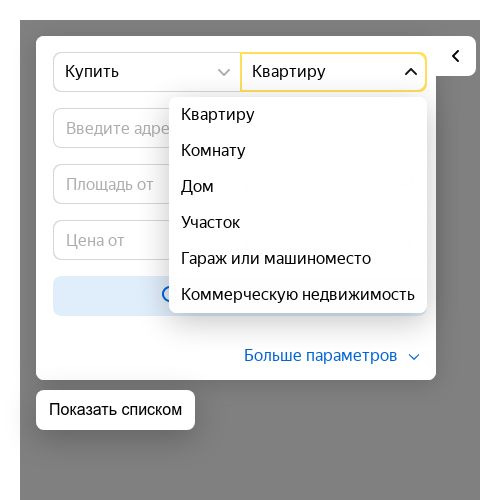 Купить
Квартиру
Введите адре
Квартиру
Комнату
Площадь от
Дом
Участок
Цена от
Гараж или машиноместо
Коммерческую недвижимость
Больше параметров
Показать списком